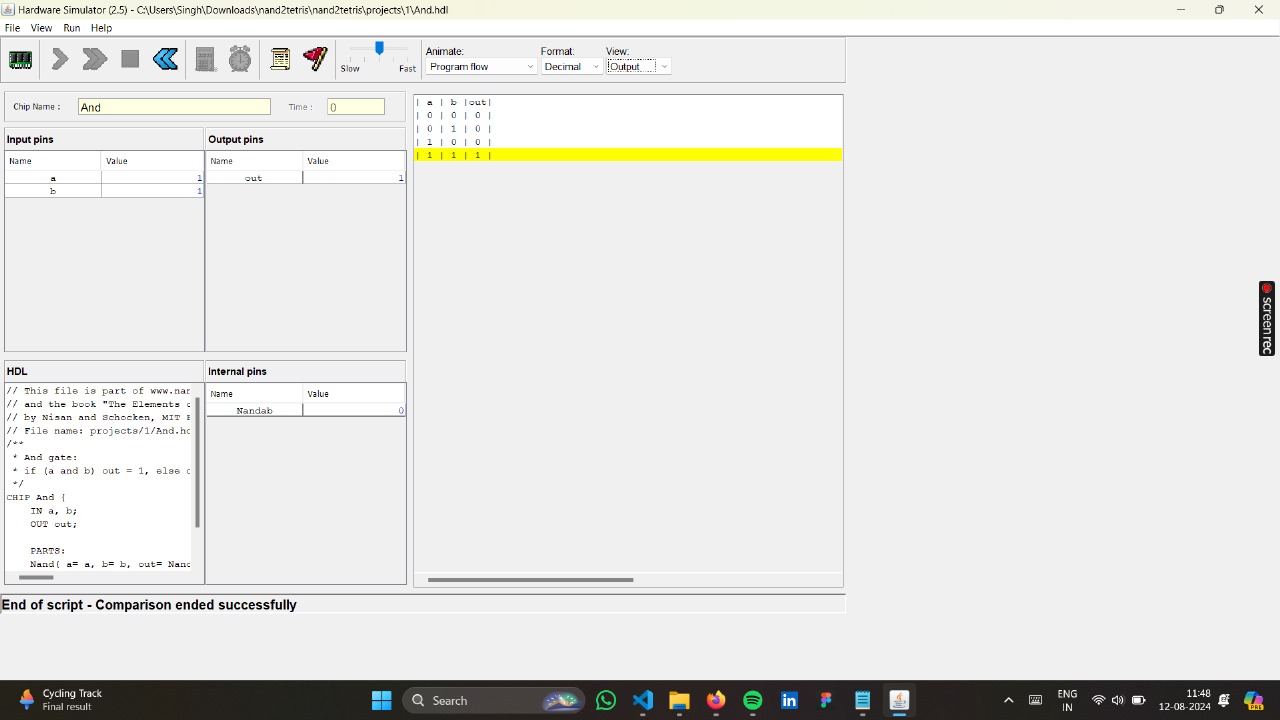 Hardware Simulator (2.5) - C:\Users\Singh\Downloads\nand2tetris\nand2tetris\projects\1\And.hdl
File View Run Help
Slow Fast
Animate:
Program flow
Format:
Decimal
View:
Output
Chip Name :
And
Time :
0
Input pins
Name Value
a 1
b 1
Output pins
Name Value
out 1
| a | b |out|
| 0 | 0 | 0 |
| 0 | 1 | 0 |
| 1 | 0 | 0 |
| 1 | 1 | 1 |
HDL
// This file is part of www.nan
// and the book "The Elements o
// by Nisan and Schocken, MIT P
// File name: projects/1/And.hd
/**
* And gate:
* if (a and b) out = 1, else o
*/
CHIP And {
IN a, b;
OUT out;
PARTS:
Nand( a= a, b= b, out= Nand
Internal pins
Name Value
Nandab 0
End of script - Comparison ended successfully
screenrec
Cycling Track
Final result
Search
ENG
IN
11:48
12-08-2024
PRE